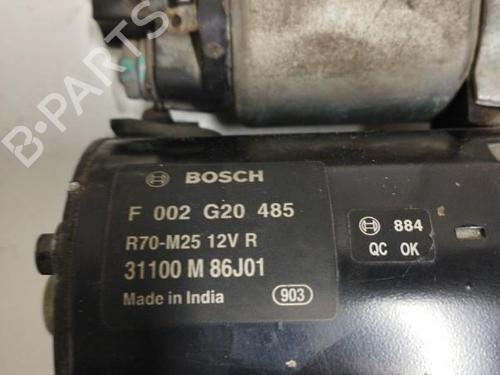 BOSCH
F 002 G20 485
R70-M25 12V R
31100 M 86J01
Made in India
903
884
QC OK
B-PARTS